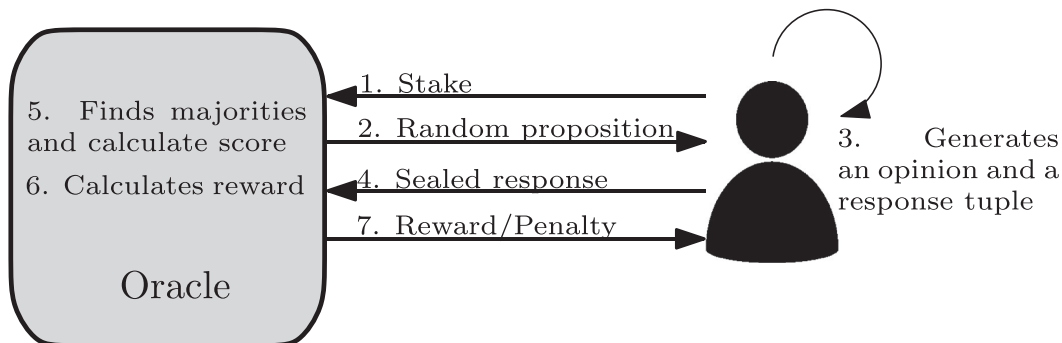 1. Stake
5. Finds majorities
and calculate score
2. Random proposition
3. Generates
an opinion and a
response tuple
6. Calculates reward
4. Sealed response
7. Reward/Penalty
Oracle